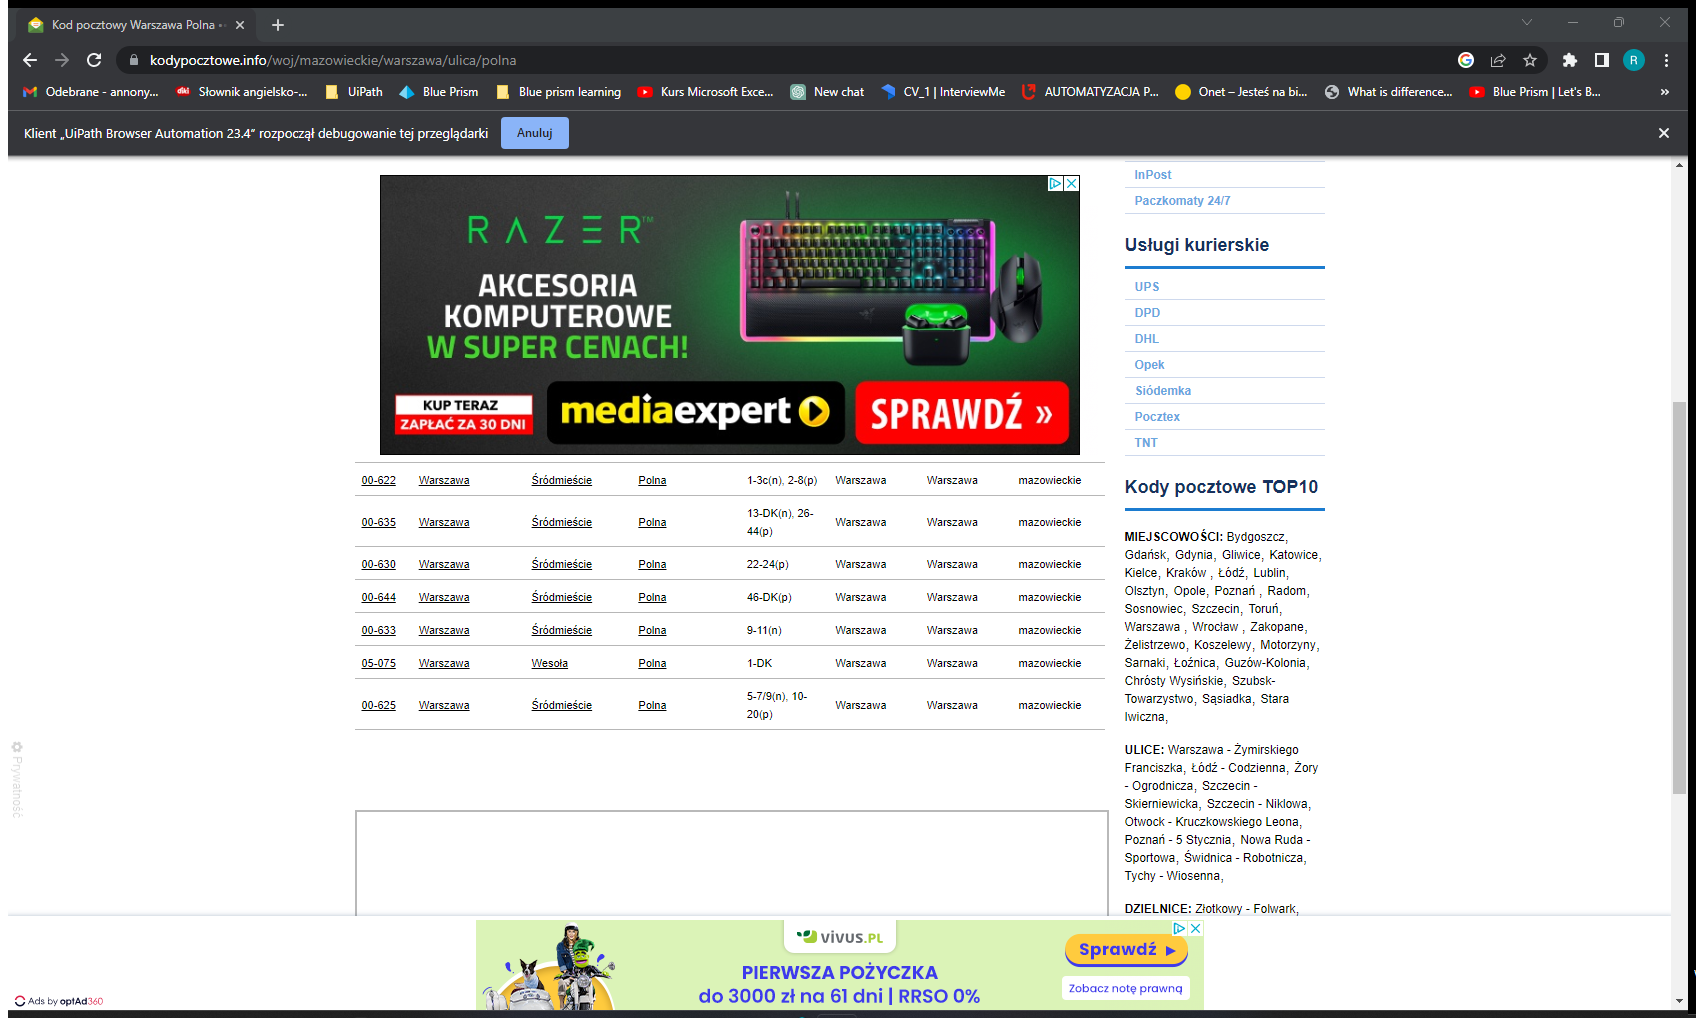 Kod pocztowy Warszawa Polna
kodypocztowe.info/woj/mazowieckie/warszawa/ulica/polna
R
Odebrane - annony...
dki
Słownik angielsko-...
UiPath
Blue Prism
Blue prism learning
Kurs Microsoft Exce...
New chat
CV_1 | InterviewMe
AUTOMATYZACJA P...
Onet – Jesteś na bi...
What is difference...
Blue Prism | Let's B...
»
Klient „UiPath Browser Automation 23.4” rozpoczął debugowanie tej przeglądarki
Anuluj
RAZER™
AKCESORIA
KOMPUTEROWE
W SUPER CENACH!
KUP TERAZ
ZAPŁAĆ ZA 30 DNI
mediaexpert
SPRAWDŹ »
00-622 Warszawa Śródmieście Polna 1-3c(n), 2-8(p) Warszawa Warszawa mazowieckie
00-635 Warszawa Śródmieście Polna 13-DK(n), 26-
44(p) Warszawa Warszawa mazowieckie
00-630 Warszawa Śródmieście Polna 22-24(p) Warszawa Warszawa mazowieckie
00-644 Warszawa Śródmieście Polna 46-DK(p) Warszawa Warszawa mazowieckie
00-633 Warszawa Śródmieście Polna 9-11(n) Warszawa Warszawa mazowieckie
05-075 Warszawa Wesoła Polna 1-DK Warszawa Warszawa mazowieckie
00-625 Warszawa Śródmieście Polna 5-7/9(n), 10-
20(p) Warszawa Warszawa mazowieckie
InPost
Paczkomaty 24/7
Usługi kurierskie
UPS
DPD
DHL
Opek
Siódemka
Pocztex
TNT
Kody pocztowe TOP10
MIEJSCOWOŚCI: Bydgoszcz,
Gdańsk, Gdynia, Gliwice, Katowice,
Kielce, Kraków , Łódź, Lublin,
Olsztyn, Opole, Poznań , Radom,
Sosnowiec, Szczecin, Toruń,
Warszawa , Wrocław , Zakopane,
Żelistrzewo, Koszelewy, Motorzyny,
Sarnaki, Łoźnica, Guzów-Kolonia,
Chrósty Wysińskie, Szubsk-
Towarzystwo, Sąsiadka, Stara
Iwiczna,
ULICE: Warszawa - Żymirskiego
Franciszka, Łódź - Codzienna, Żory
- Ogrodnicza, Szczecin -
Skierniewicka, Szczecin - Niklowa,
Otwock - Kruczkowskiego Leona,
Poznań - 5 Stycznia, Nowa Ruda -
Sportowa, Świdnica - Robotnicza,
Tychy - Wiosenna,
DZIELNICE: Złotkowy - Folwark,
Prywatność
VIVUS.PL
PIERWSZA POŻYCZKA
do 3000 zł na 61 dni | RRSO 0%
Sprawdź ▶
Zobacz notę prawną
Ads by optAd360